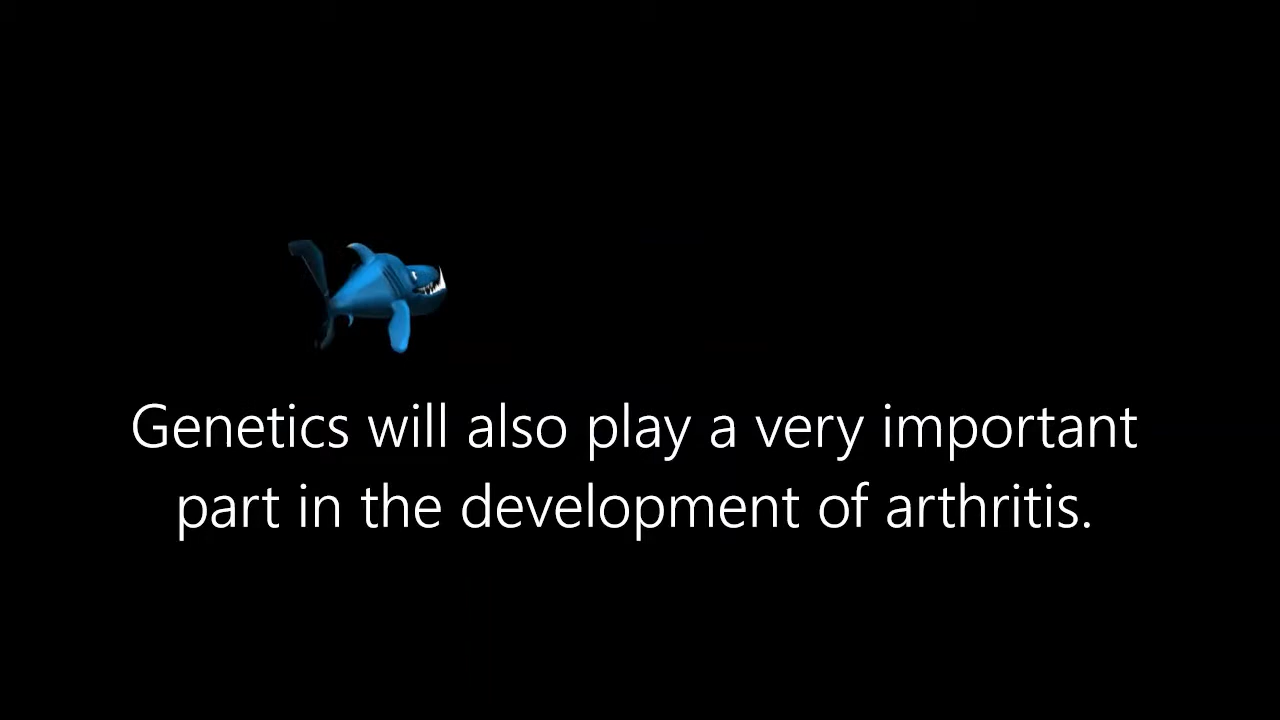 Genetics will also play a very important
part in the development of arthritis.